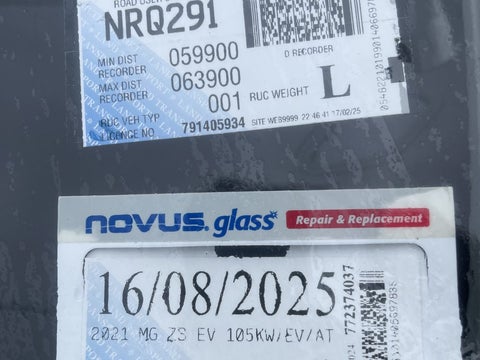 NRQ291
MIN DIST RECORDER 059900
D RECORDER
MAX DIST RECORDER 063900
RUC VEH TYP 001 RUC WEIGHT L
LICENCE NO 791405934 SITE WEB9999 22 46 41 17/02/25
novus. glass Repair & Replacement
16/08/2025
2021 MG ZS EV 105KW/EV/AT
772374037